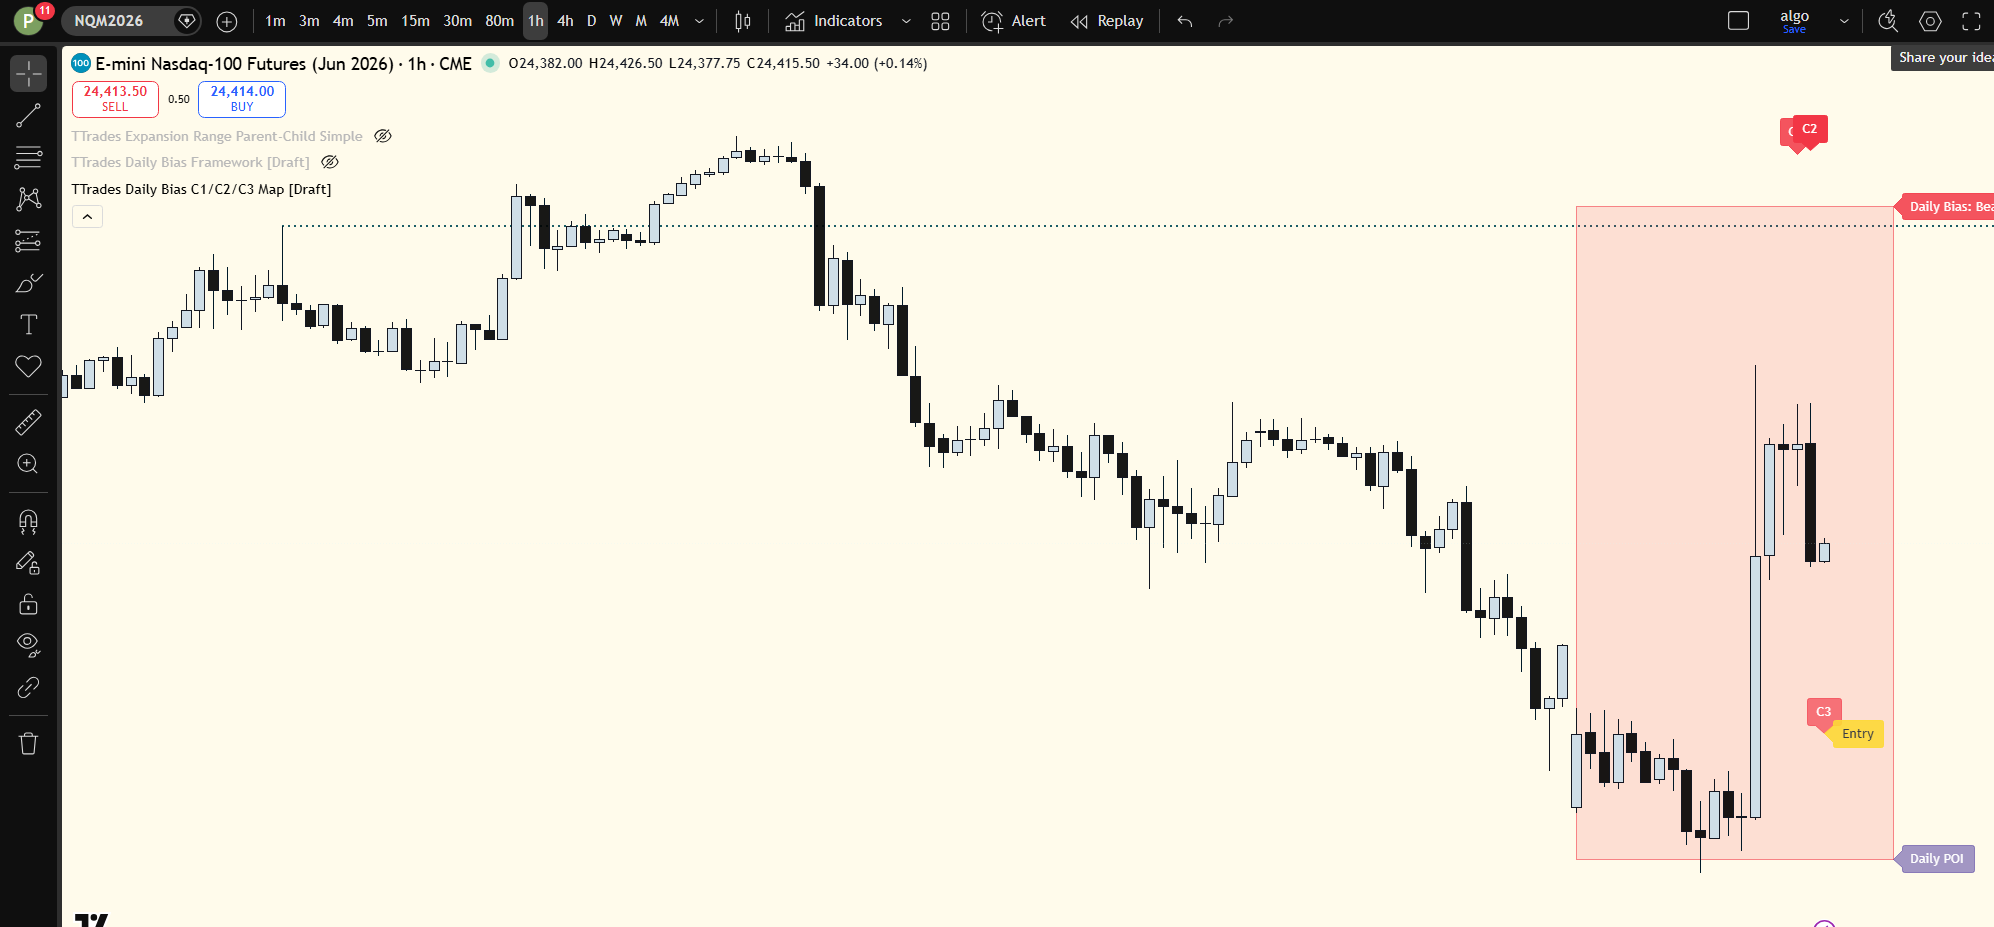 P 11 NQM2026 1m 3m 4m 5m 15m 30m 80m 1h 4h D W M 4M Indicators Alert Replay algo
Save
Share your idea
100 E-mini Nasdaq-100 Futures (Jun 2026) · 1h · CME O24,382.00 H24,426.50 L24,377.75 C24,415.50 +34.00 (+0.14%)
24,413.50 0.50 24,414.00
SELL BUY
TTrades Expansion Range Parent-Child Simple
TTrades Daily Bias Framework [Draft]
TTrades Daily Bias C1/C2/C3 Map [Draft]
C2
Daily Bias: Bea
C3
Entry
Daily POI